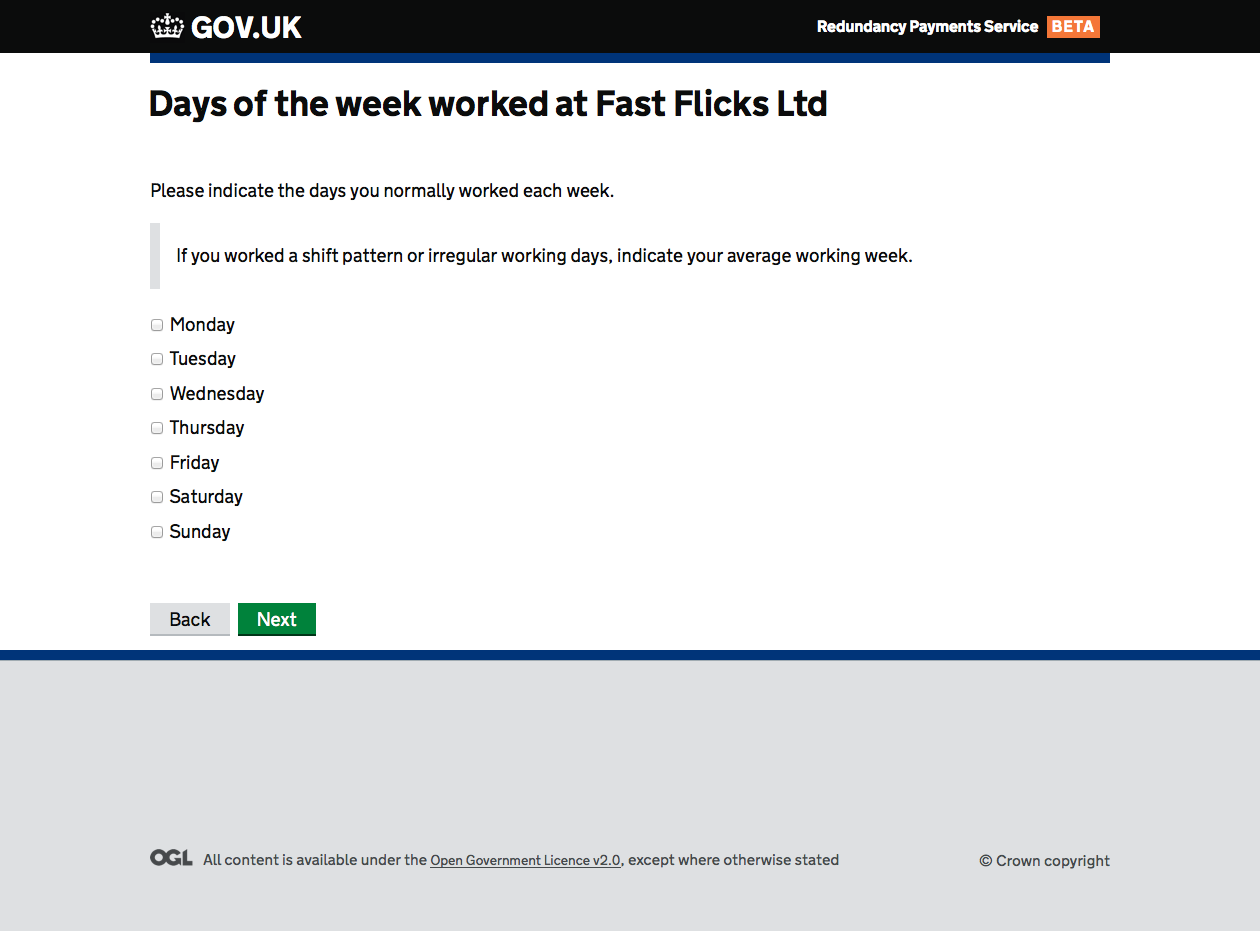 GOV.UK
Redundancy Payments Service BETA
Days of the week worked at Fast Flicks Ltd
Please indicate the days you normally worked each week.
If you worked a shift pattern or irregular working days, indicate your average working week.
Monday
Tuesday
Wednesday
Thursday
Friday
Saturday
Sunday
Back Next
OGL All content is available under the Open Government Licence v2.0, except where otherwise stated
© Crown copyright